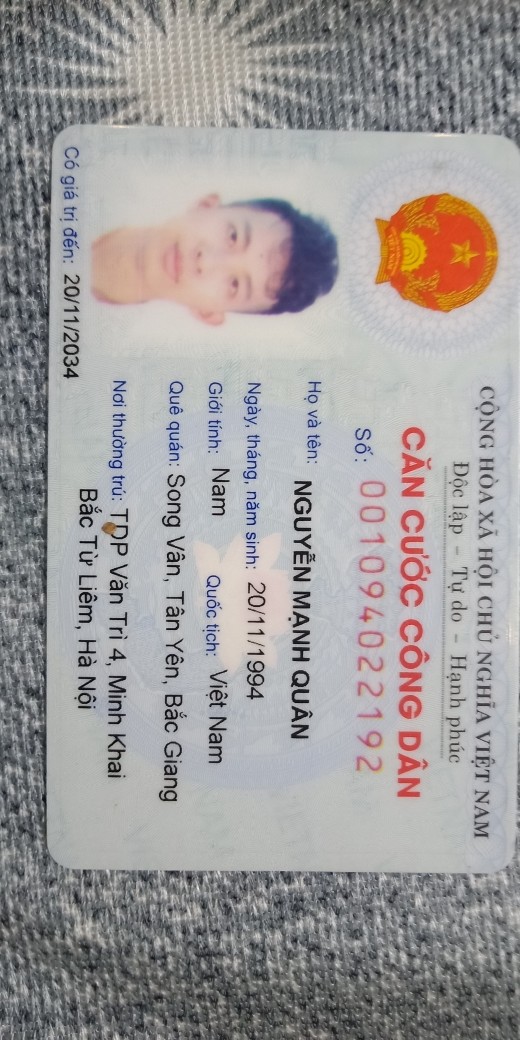 CỘNG HÒA XÃ HỘI CHỦ NGHĨA VIỆT NAM
Độc lập - Tự do - Hạnh phúc
CĂN CƯỚC CÔNG DÂN
Số: 001094022192
Họ và tên: NGUYỄN MẠNH QUÂN
Ngày, tháng, năm sinh: 20/11/1994
Giới tính: Nam Quốc tịch: Việt Nam
Quê quán: Song Vân, Tân Yên, Bắc Giang
Nơi thường trú: TDP Văn Trì 4, Minh Khai
Bắc Từ Liêm, Hà Nội
Có giá trị đến: 20/11/2034